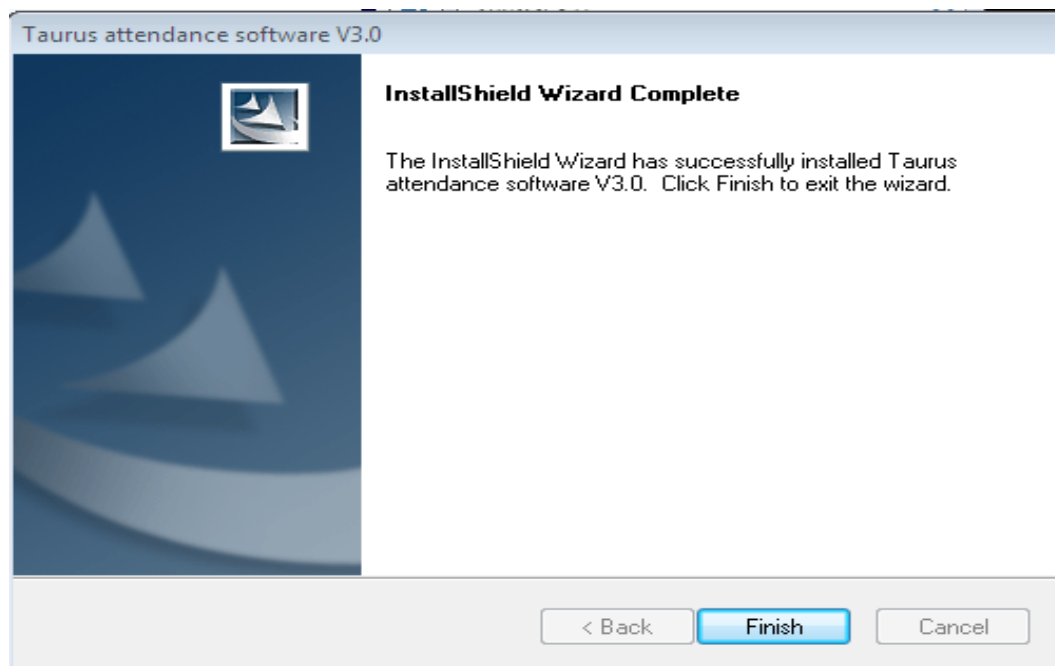 Taurus attendance software V3.0
InstallShield Wizard Complete
The InstallShield Wizard has successfully installed Taurus
attendance software V3.0.  Click Finish to exit the wizard.
< Back
Finish
Cancel